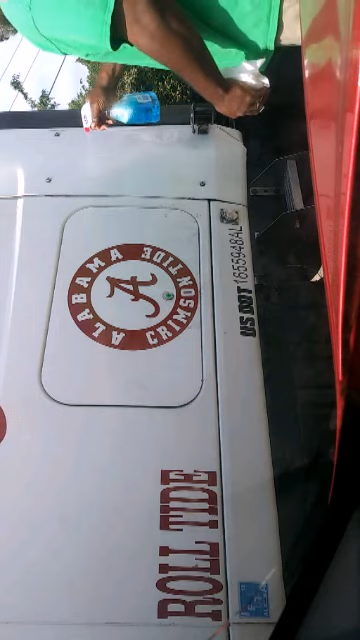 ALABAMA
CRIMSON TIDE
A
ROLL TIDE
US DOT 1655948AL